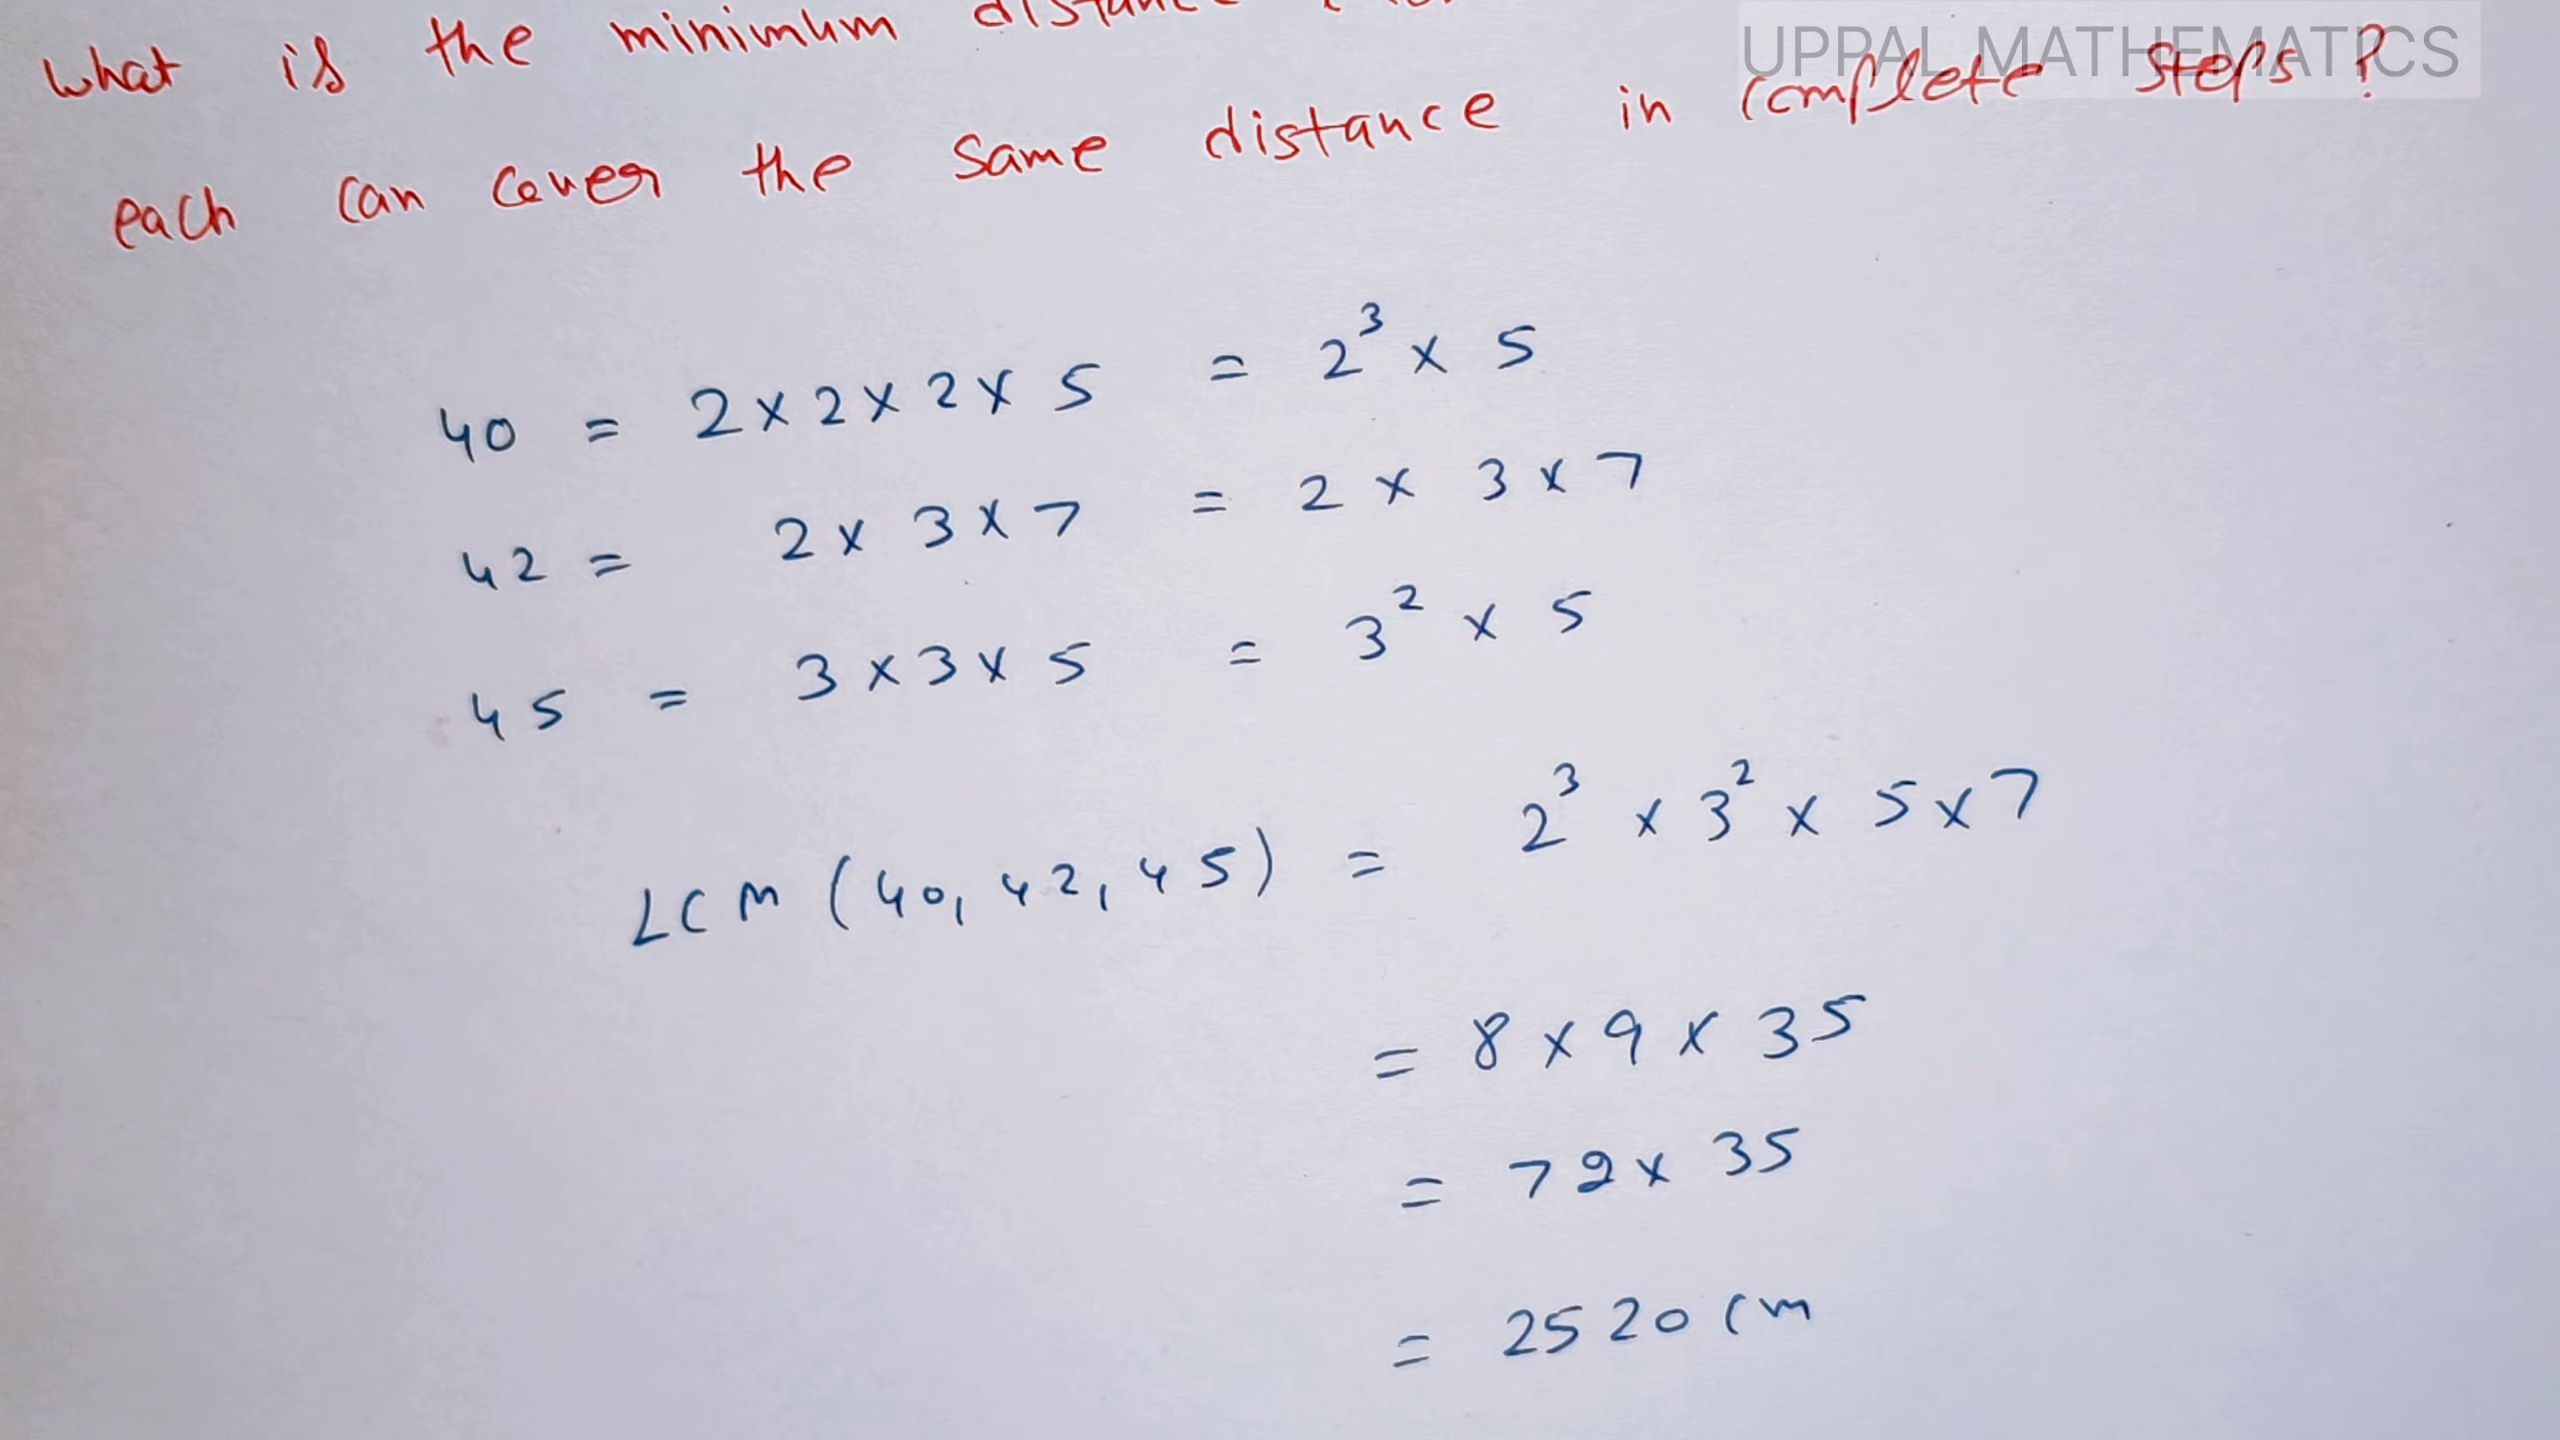 UPPAL MATHEMATICS
what is the minimum distance
each can cover the same distance in complete steps?
40 = 2 × 2 × 2 × 5 = 2³ × 5
42 = 2 × 3 × 7 = 2 × 3 × 7
45 = 3 × 3 × 5 = 3² × 5
LCM (40, 42, 45) = 2³ × 3² × 5 × 7
= 8 × 9 × 35
= 72 × 35
= 2520 cm